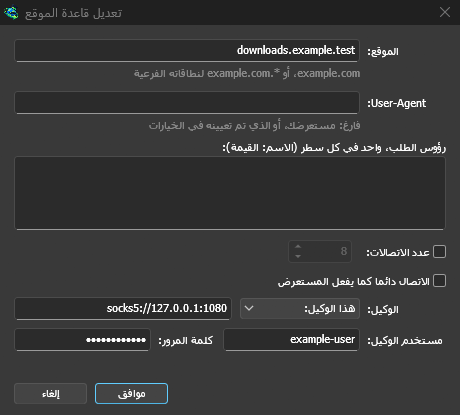 تعديل قاعدة الموقع
الموقع: downloads.example.test
example.com، أو *.example.com لنطاقاته الفرعية
User-Agent:
فارغ: مستعرضك، أو الذي تم تعيينه في الخيارات
رؤوس الطلب، واحد في كل سطر (الاسم: القيمة):
عدد الاتصالات: 8
الاتصال دائما كما يفعل المستعرض
الوكيل: هذا الوكيل: socks5://127.0.0.1:1080
مستخدم الوكيل: example-user كلمة المرور: ••••••••••••
موافق إلغاء